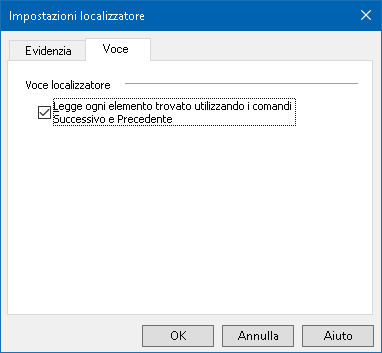 Impostazioni localizzatore
Evidenzia
Voce
Voce localizzatore
Legge ogni elemento trovato utilizzando i comandi
Successivo e Precedente
OK
Annulla
Aiuto